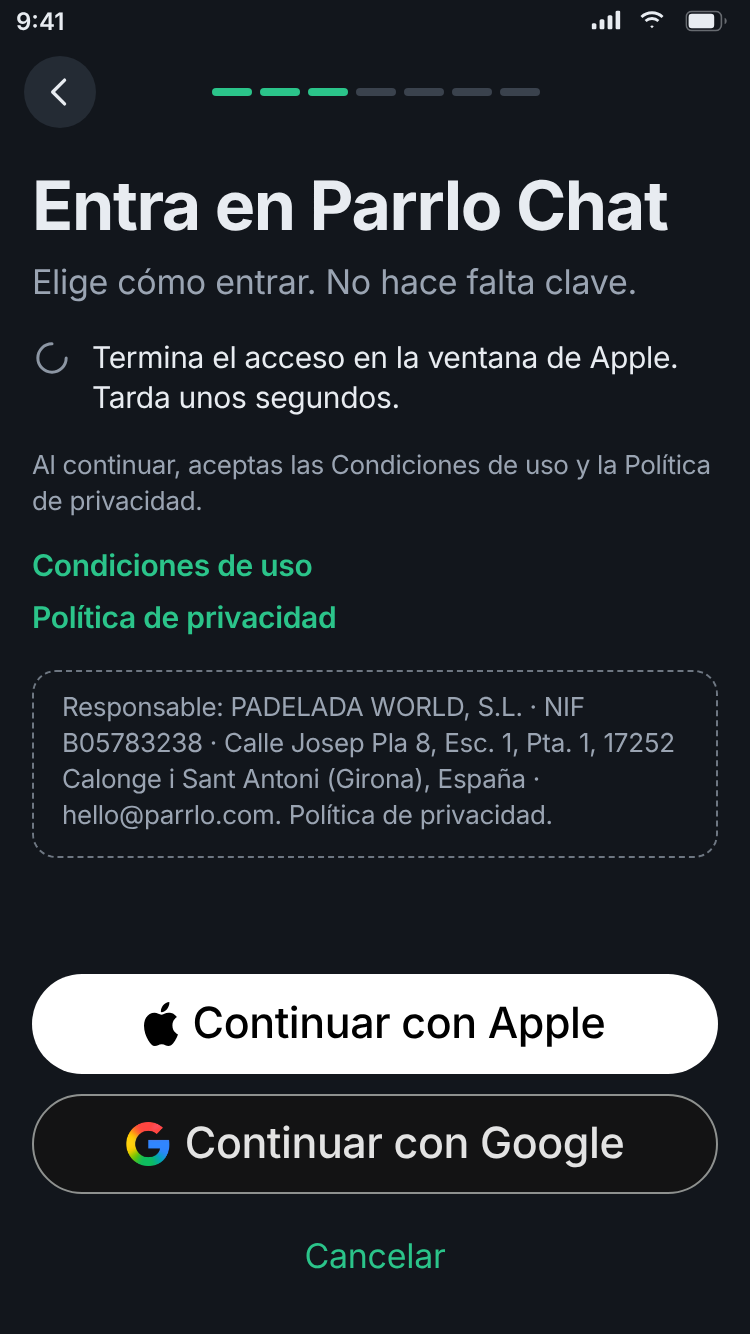 9:41
Entra en Parrlo Chat
Elige cómo entrar. No hace falta clave.
Termina el acceso en la ventana de Apple.
Tarda unos segundos.
Al continuar, aceptas las Condiciones de uso y la Política
de privacidad.
Condiciones de uso
Política de privacidad
Responsable: PADELADA WORLD, S.L. · NIF
B05783238 · Calle Josep Pla 8, Esc. 1, Pta. 1, 17252
Calonge i Sant Antoni (Girona), España ·
hello@parrlo.com. Política de privacidad.
Continuar con Apple
Continuar con Google
Cancelar